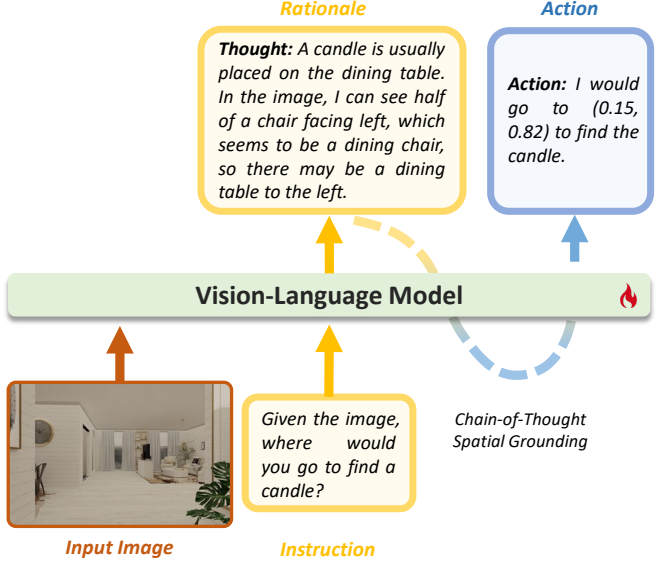 Rationale
Action
Thought: A candle is usually
placed on the dining table.
In the image, I can see half
of a chair facing left, which
seems to be a dining chair,
so there may be a dining
table to the left.
Action: I would
go to (0.15,
0.82) to find the
candle.
Vision-Language Model
Given the image,
where would
you go to find a
candle?
Chain-of-Thought
Spatial Grounding
Input Image
Instruction